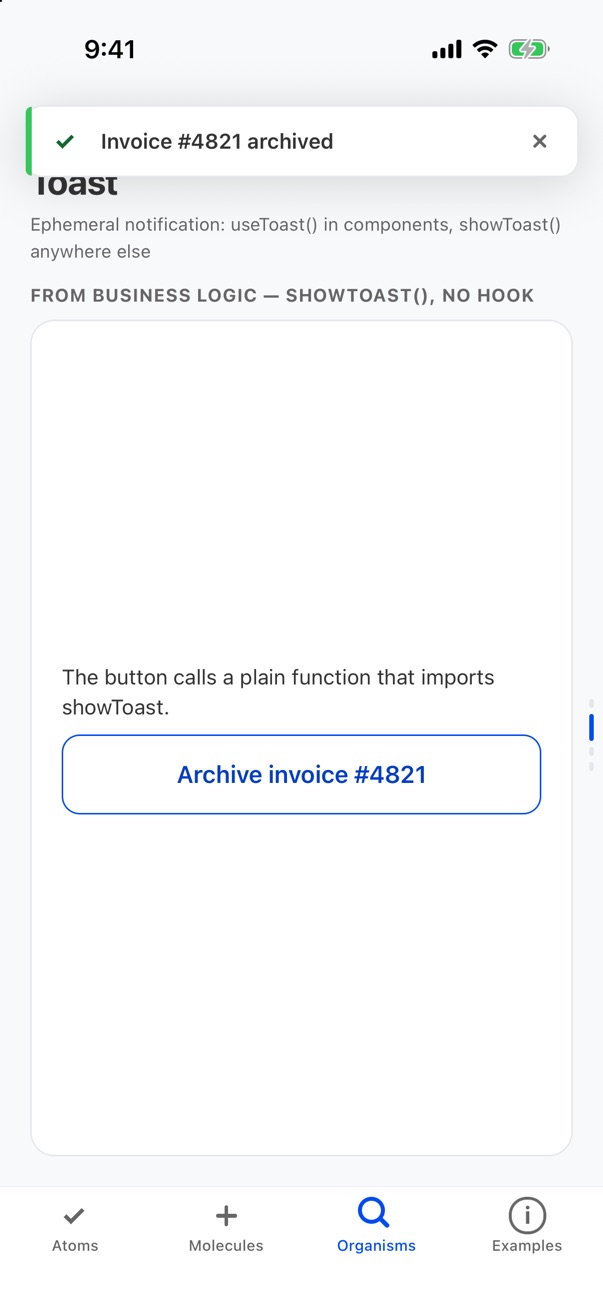 9:41
Invoice #4821 archived
Toast
Ephemeral notification: useToast() in components, showToast()
anywhere else
FROM BUSINESS LOGIC — SHOWTOAST(), NO HOOK
The button calls a plain function that imports
showToast.
Archive invoice #4821
Atoms
Molecules
Organisms
Examples